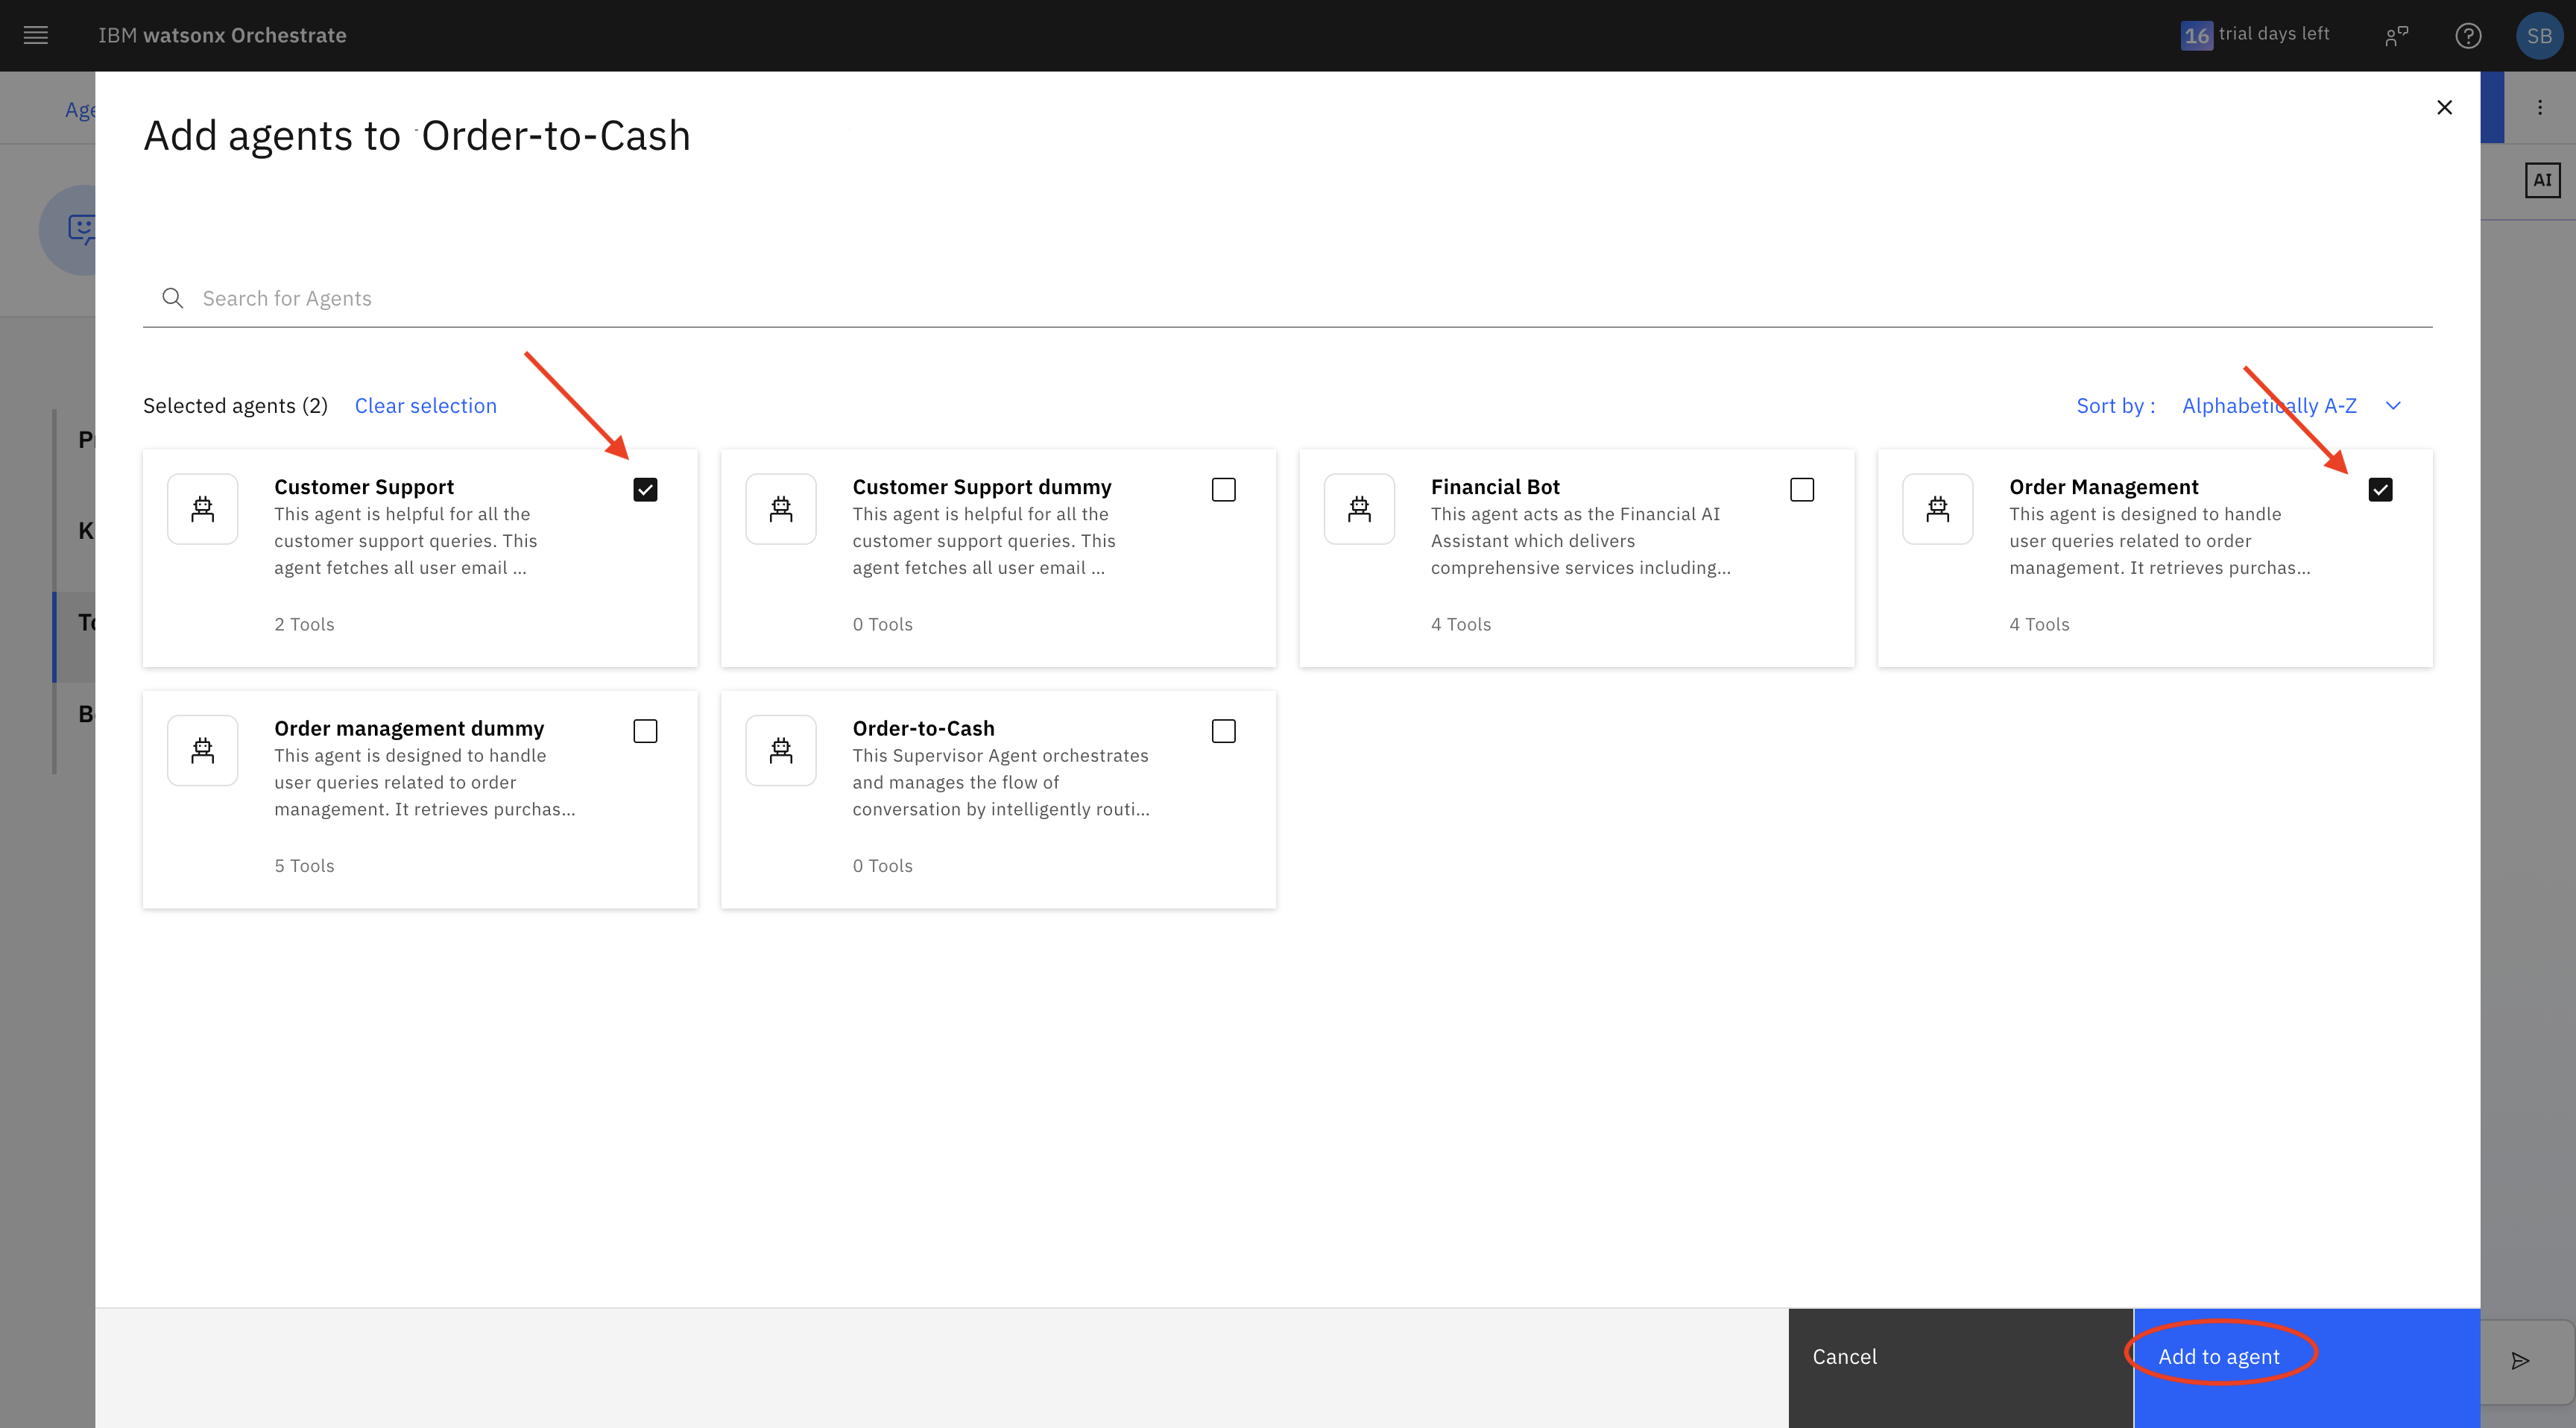 IBM watsonx Orchestrate
16 trial days left
SB
Age
AI
Add agents to Order-to-Cash
Search for Agents
Selected agents (2) Clear selection
Sort by : Alphabetically A-Z
Customer Support
This agent is helpful for all the
customer support queries. This
agent fetches all user email ...
2 Tools
Customer Support dummy
This agent is helpful for all the
customer support queries. This
agent fetches all user email ...
0 Tools
Financial Bot
This agent acts as the Financial AI
Assistant which delivers
comprehensive services including...
4 Tools
Order Management
This agent is designed to handle
user queries related to order
management. It retrieves purchas...
4 Tools
Order management dummy
This agent is designed to handle
user queries related to order
management. It retrieves purchas...
5 Tools
Order-to-Cash
This Supervisor Agent orchestrates
and manages the flow of
conversation by intelligently routi...
0 Tools
Cancel
Add to agent